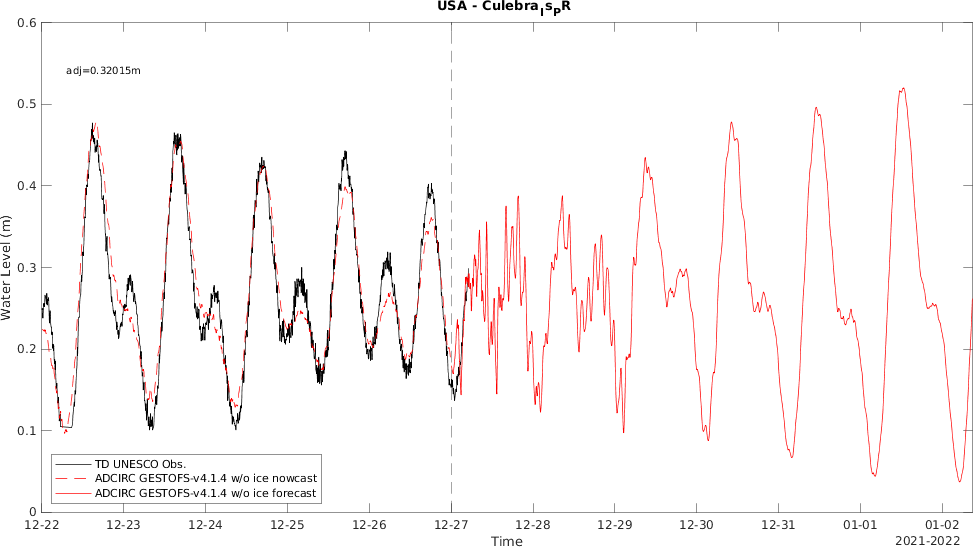 USA - CulebraIsPR
0.6
adj=0.32015m
0.5
0.4
0.3
0.2
0.1
0
Water Level (m)
TD UNESCO Obs.
ADCIRC GESTOFS-v4.1.4 w/o ice nowcast
ADCIRC GESTOFS-v4.1.4 w/o ice forecast
12-22 12-23 12-24 12-25 12-26 12-27 12-28 12-29 12-30 12-31 01-01 01-02
Time
2021-2022